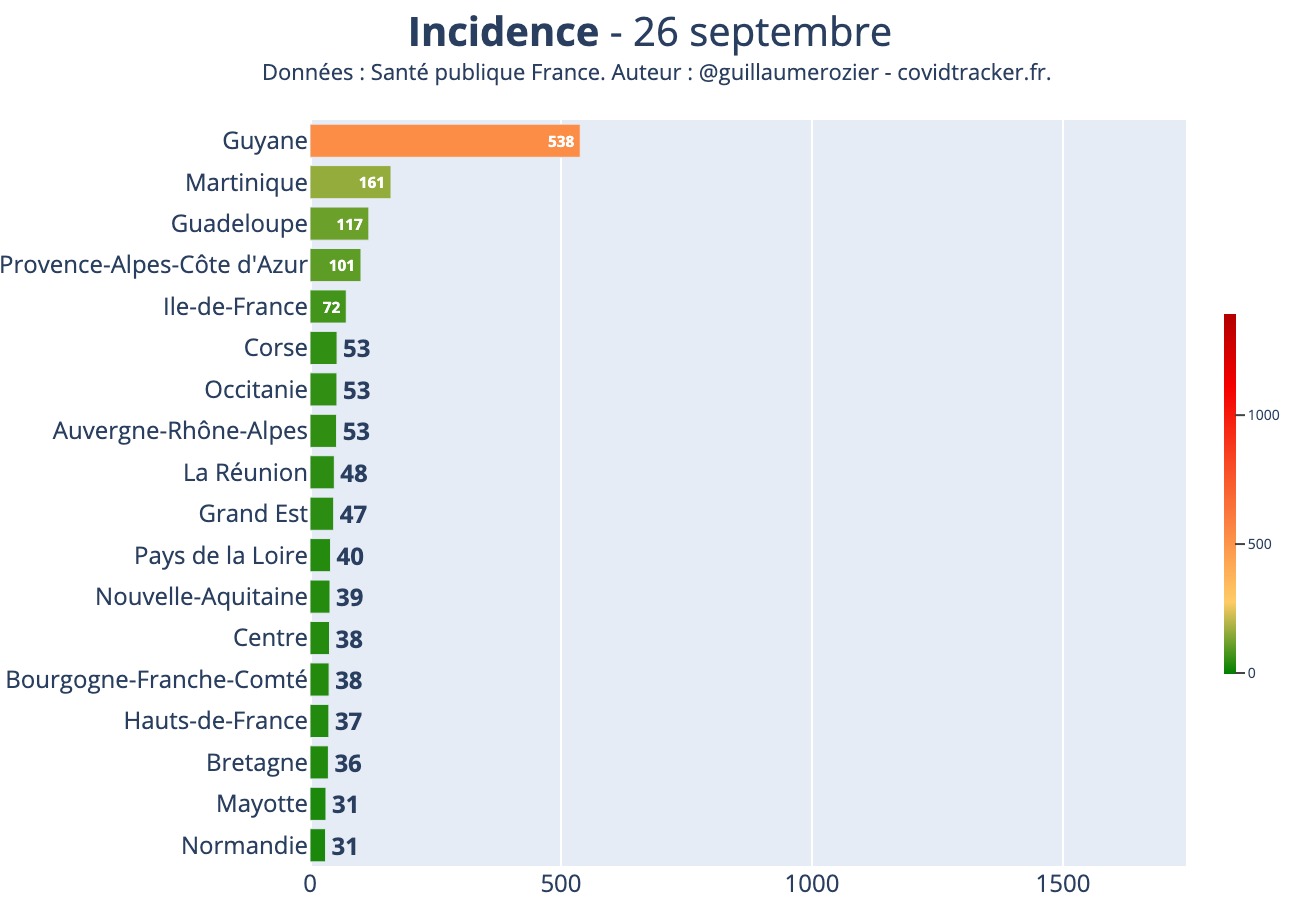 Incidence - 26 septembre
Données : Santé publique France. Auteur : @guillaumerozier - covidtracker.fr.
Guyane 538
Martinique 161
Guadeloupe 117
Provence-Alpes-Côte d'Azur 101
Ile-de-France 72
Corse 53
Occitanie 53
Auvergne-Rhône-Alpes 53
La Réunion 48
Grand Est 47
Pays de la Loire 40
Nouvelle-Aquitaine 39
Centre 38
Bourgogne-Franche-Comté 38
Hauts-de-France 37
Bretagne 36
Mayotte 31
Normandie 31
0 500 1000 1500
1000
500
0